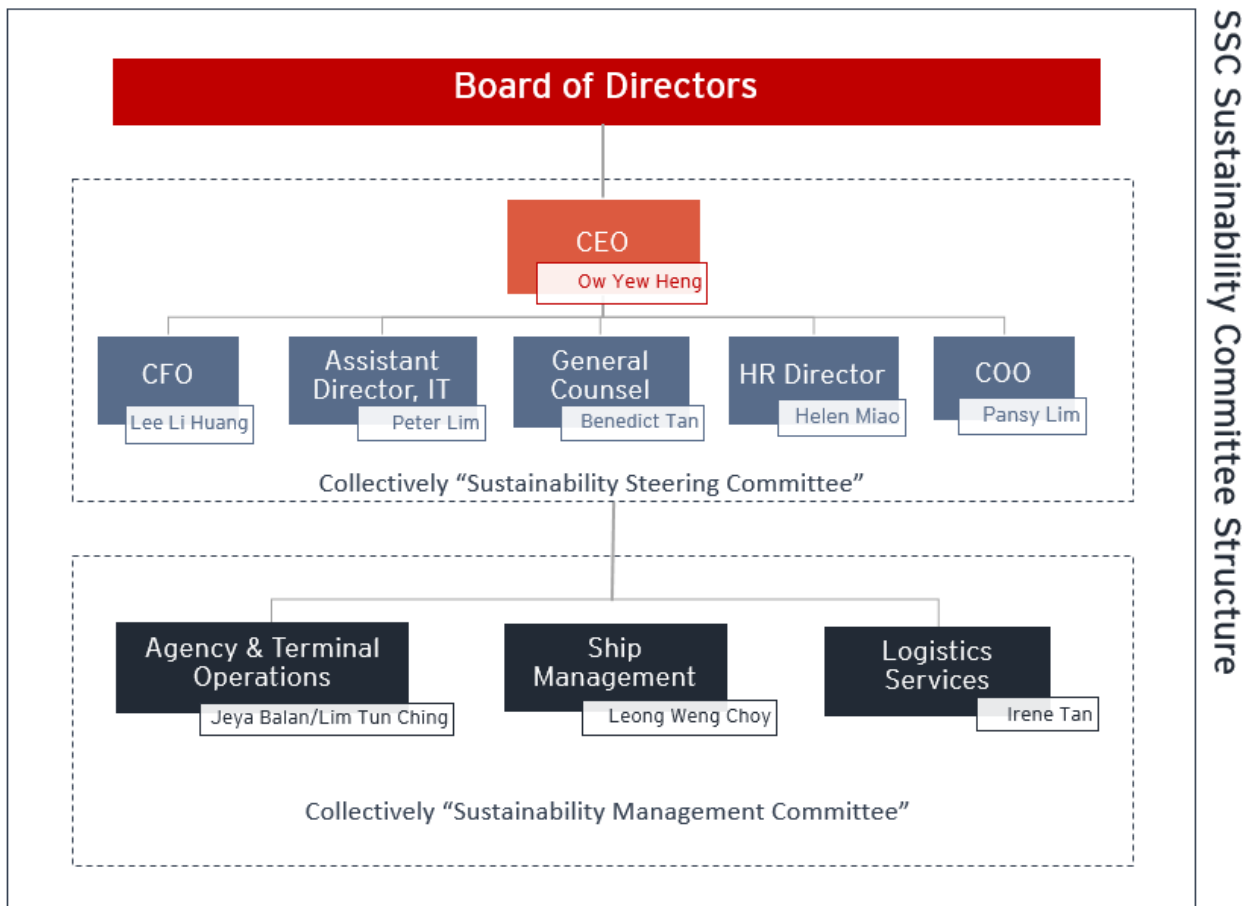 Board of Directors
CEO
Ow Yew Heng
CFO
Lee Li Huang
Assistant
Director, IT
Peter Lim
General
Counsel
Benedict Tan
HR Director
Helen Miao
COO
Pansy Lim
Collectively “Sustainability Steering Committee”
Agency & Terminal
Operations
Jeya Balan/Lim Tun Ching
Ship
Management
Leong Weng Choy
Logistics
Services
Irene Tan
Collectively “Sustainability Management Committee”
SSC Sustainability Committee Structure